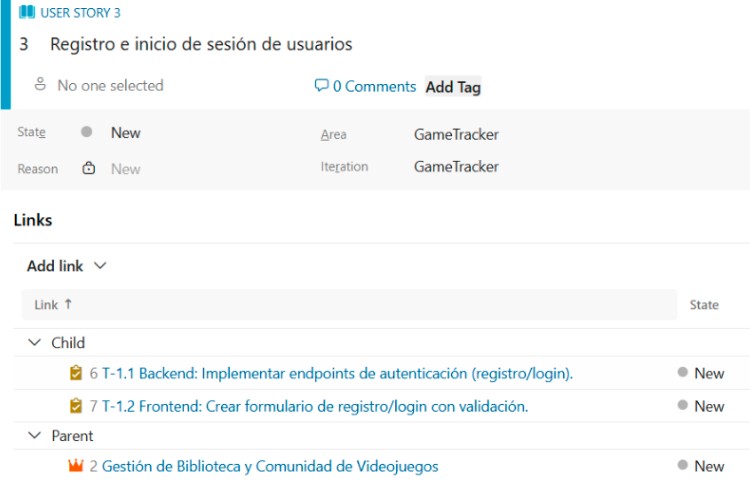 USER STORY 3
3 Registro e inicio de sesión de usuarios
No one selected 0 Comments Add Tag
State New Area GameTracker
Reason New Iteration GameTracker
Links
Add link
Link ↑ State
Child
6 T-1.1 Backend: Implementar endpoints de autenticación (registro/login). New
7 T-1.2 Frontend: Crear formulario de registro/login con validación. New
Parent
2 Gestión de Biblioteca y Comunidad de Videojuegos New